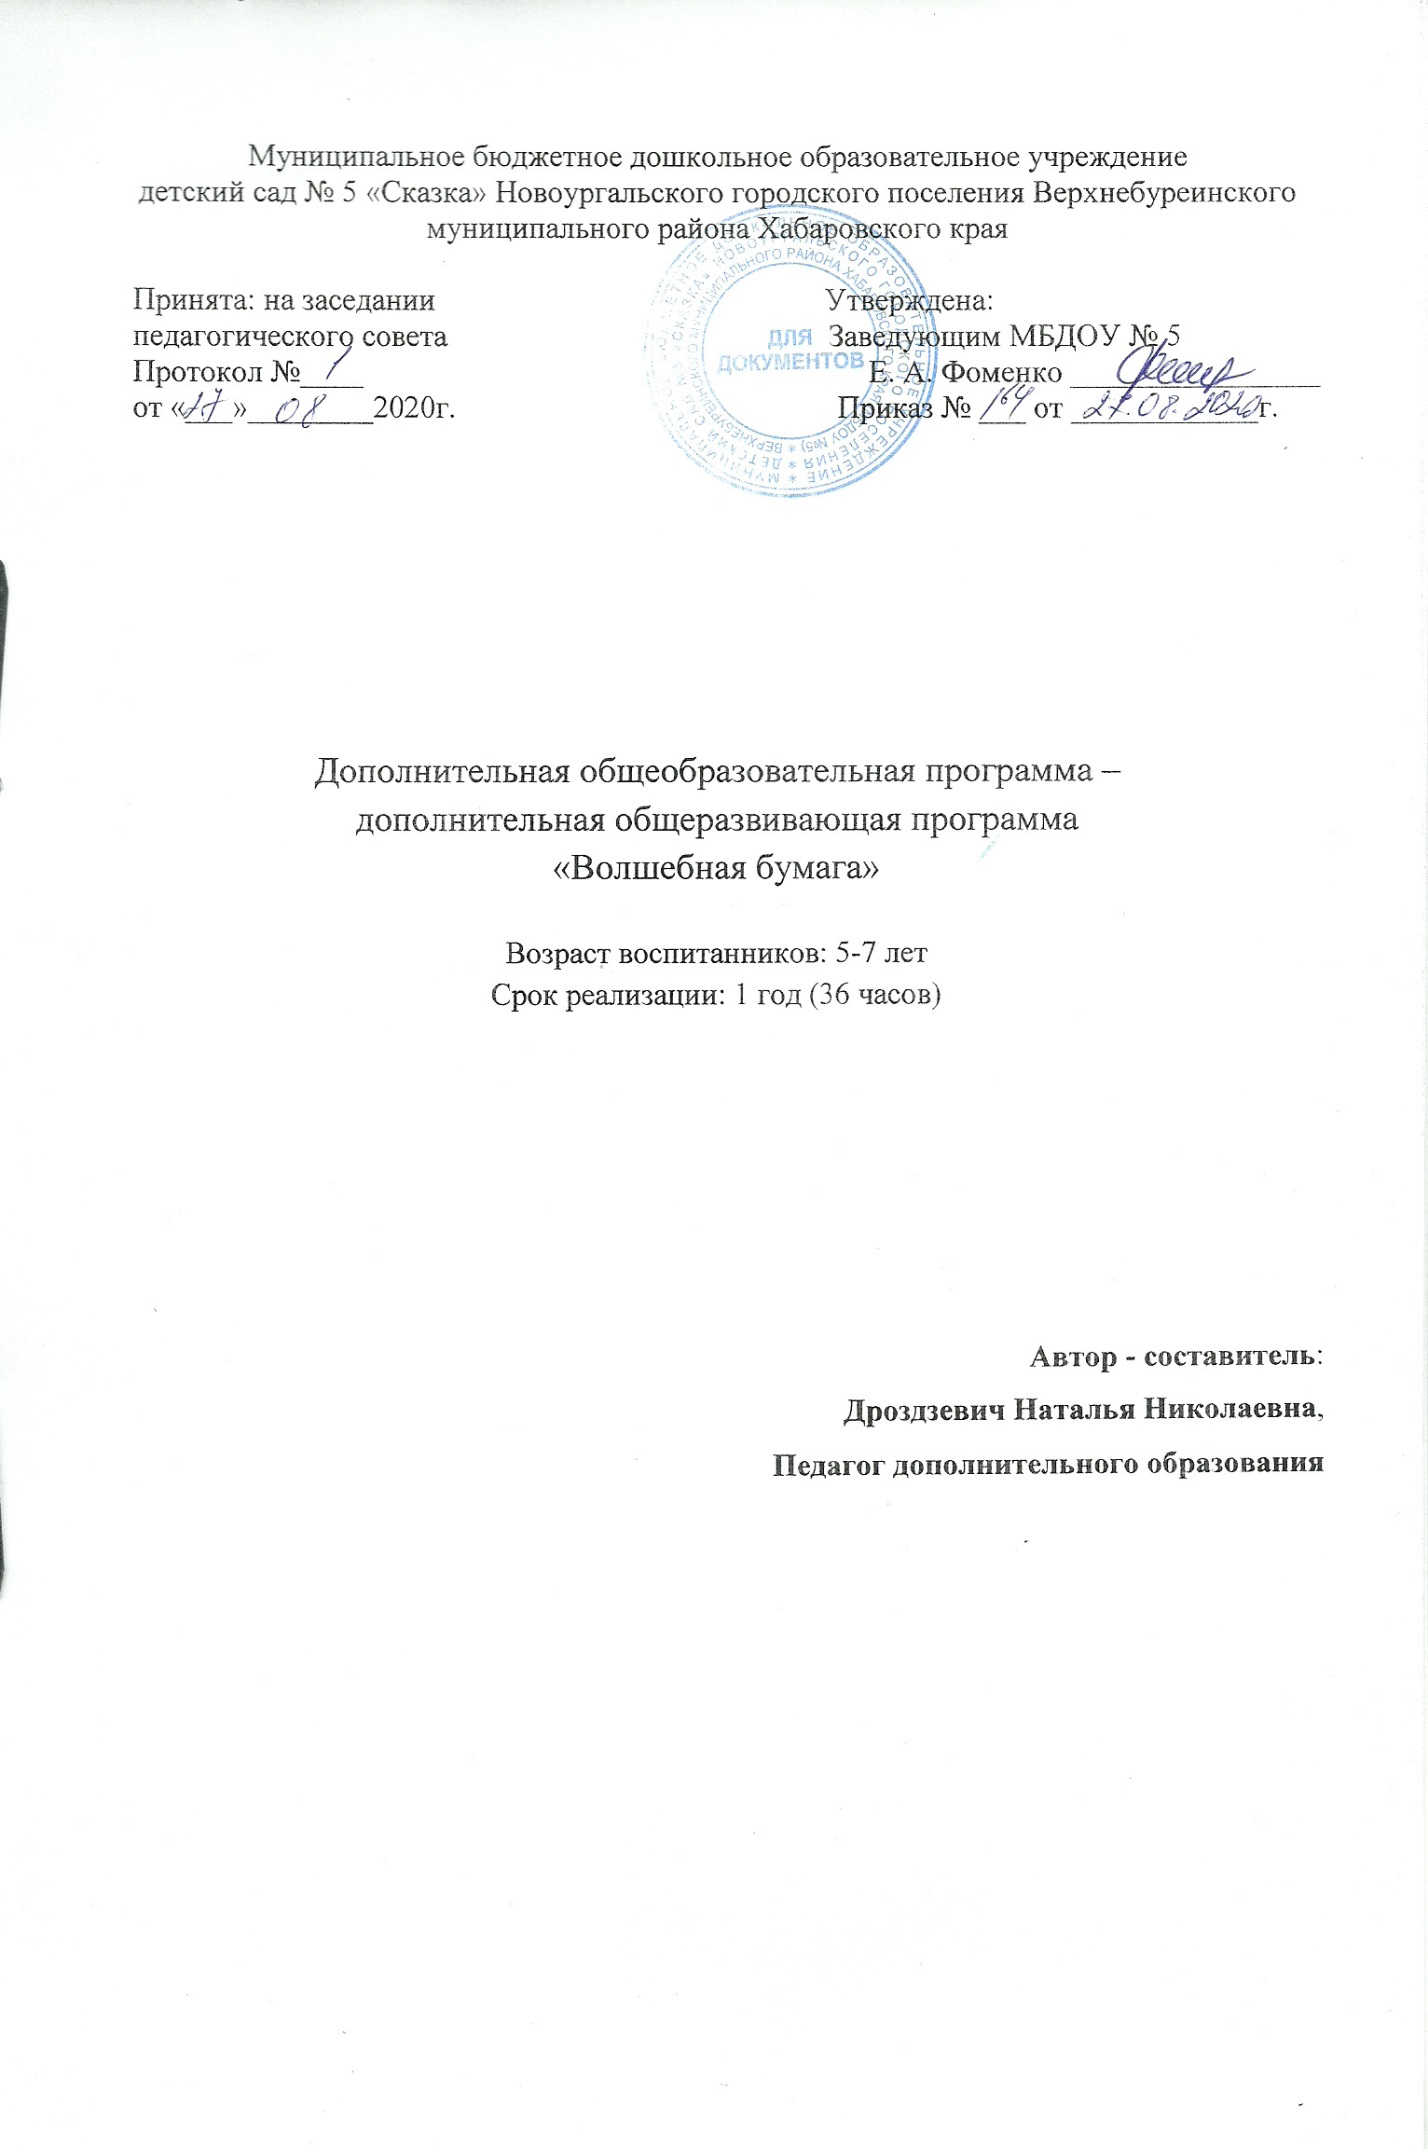 Муниципальное бюджетное дошкольное образовательное учреждение
детский сад № 5 «Сказка» Новоургальского городского поселения Верхнебуреинского
муниципального района Хабаровского края
Принята: на заседании
педагогического совета
Протокол № 1
от «27» 08 2020г.
Утверждена:
Заведующим МБДОУ № 5
Е. А. Фоменко
Приказ № 164 от 27.08.2020г.
ДЛЯ
ДОКУМЕНТОВ
Дополнительная общеобразовательная программа –
дополнительная общеразвивающая программа
«Волшебная бумага»
Возраст воспитанников: 5-7 лет
Срок реализации: 1 год (36 часов)
Автор - составитель:
Дроздзевич Наталья Николаевна,
Педагог дополнительного образования